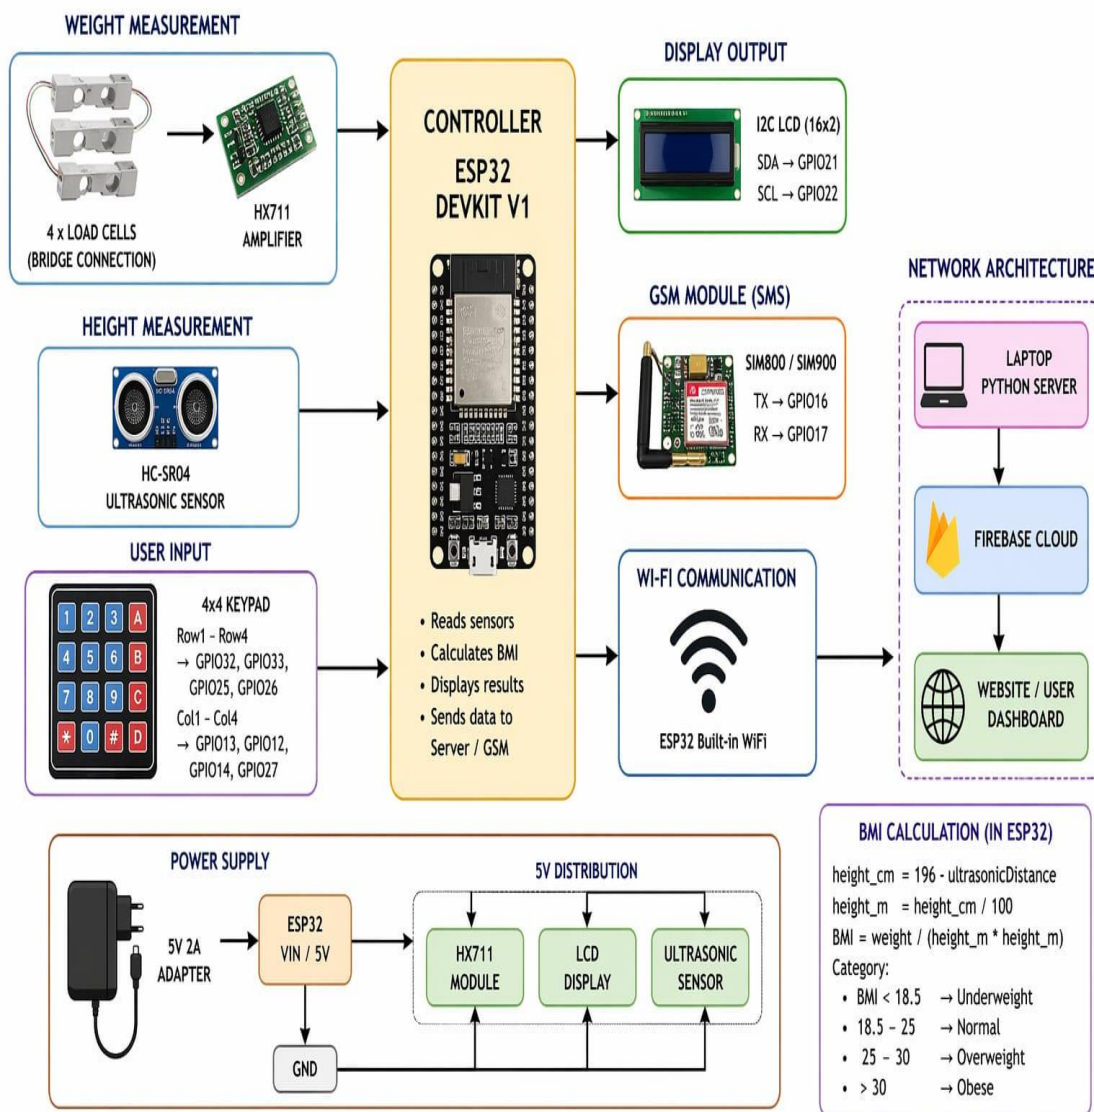 WEIGHT MEASUREMENT
4 x LOAD CELLS
(BRIDGE CONNECTION)
HX711
AMPLIFIER
HEIGHT MEASUREMENT
HC-SR04
HC-SR04
ULTRASONIC SENSOR
USER INPUT
1 2 3 A
4 5 6 B
7 8 9 C
* 0 # D
4x4 KEYPAD
Row1 - Row4
→ GPIO32, GPIO33,
GPIO25, GPIO26
Col1 - Col4
→ GPIO13, GPIO12,
GPIO14, GPIO27
CONTROLLER
ESP32
DEVKIT V1
• Reads sensors
• Calculates BMI
• Displays results
• Sends data to
Server / GSM
DISPLAY OUTPUT
I2C LCD (16x2)
SDA → GPIO21
SCL → GPIO22
GSM MODULE (SMS)
SIM800 / SIM900
TX → GPIO16
RX → GPIO17
WI-FI COMMUNICATION
ESP32 Built-in WiFi
NETWORK ARCHITECTURE
LAPTOP
PYTHON SERVER
FIREBASE CLOUD
WEBSITE / USER
DASHBOARD
POWER SUPPLY
5V 2A
ADAPTER
ESP32
VIN / 5V
GND
5V DISTRIBUTION
HX711
MODULE
LCD
DISPLAY
ULTRASONIC
SENSOR
BMI CALCULATION (IN ESP32)
height_cm = 196 - ultrasonicDistance
height_m = height_cm / 100
BMI = weight / (height_m * height_m)
Category:
• BMI < 18.5 → Underweight
• 18.5 - 25 → Normal
• 25 - 30 → Overweight
• > 30 → Obese